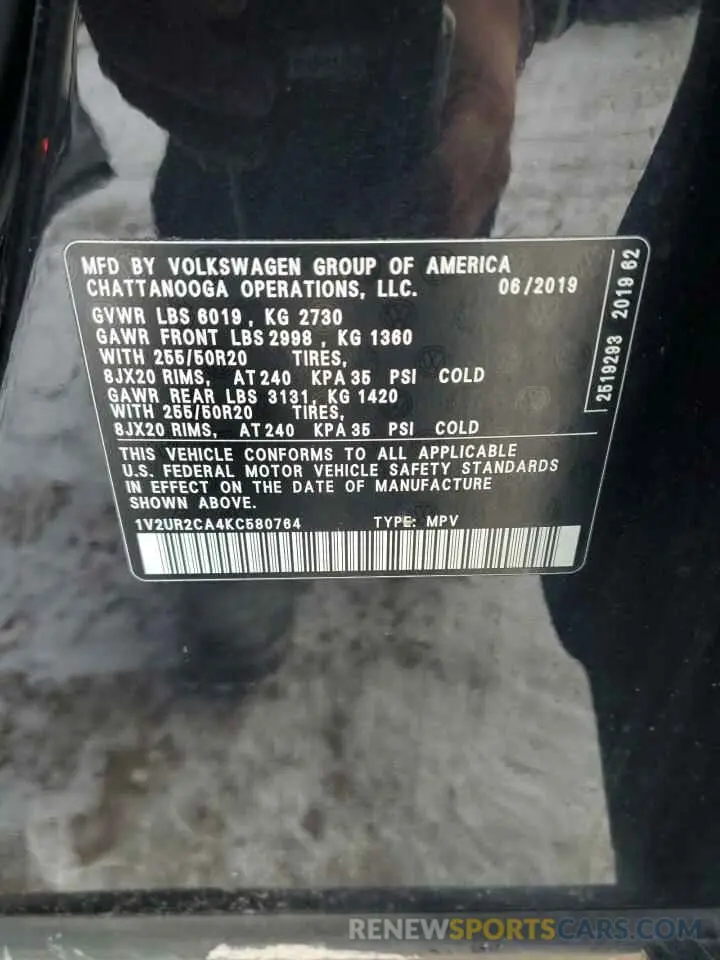 MFD BY VOLKSWAGEN GROUP OF AMERICA
CHATTANOOGA OPERATIONS, LLC. 06/2019
GVWR LBS 6019 , KG 2730
GAWR FRONT LBS 2998 , KG 1360
WITH 255/50R20 TIRES,
8JX20 RIMS, AT 240 KPA 35 PSI COLD
GAWR REAR LBS 3131, KG 1420
WITH 255/50R20 TIRES,
8JX20 RIMS, AT 240 KPA 35 PSI COLD
THIS VEHICLE CONFORMS TO ALL APPLICABLE
U.S. FEDERAL MOTOR VEHICLE SAFETY STANDARDS
IN EFFECT ON THE DATE OF MANUFACTURE
SHOWN ABOVE.
1V2UR2CA4KC580764 TYPE: MPV
2519293 2019 62
RENEWSPORTSCARS.COM